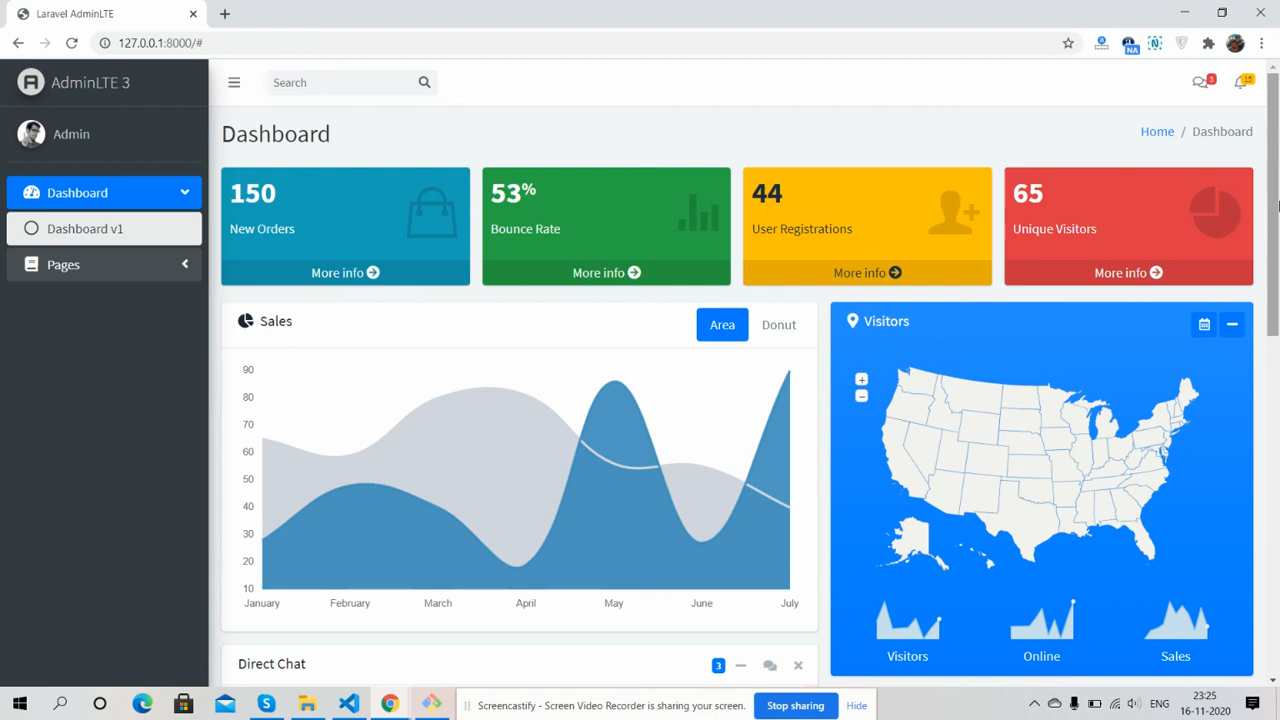 Laravel AdminLTE
127.0.0.1:8000/#
NA
AdminLTE 3
Search
3
15
Admin
Dashboard
Home / Dashboard
Dashboard
Dashboard v1
Pages
150
New Orders
More info
53%
Bounce Rate
More info
44
User Registrations
More info
65
Unique Visitors
More info
Sales
Area
Donut
90
80
70
60
50
40
30
20
10
January
February
March
April
May
June
July
Visitors
+
−
Visitors
Online
Sales
Direct Chat
3
Screencastify - Screen Video Recorder is sharing your screen.
Stop sharing
Hide
ENG
23:25
16-11-2020